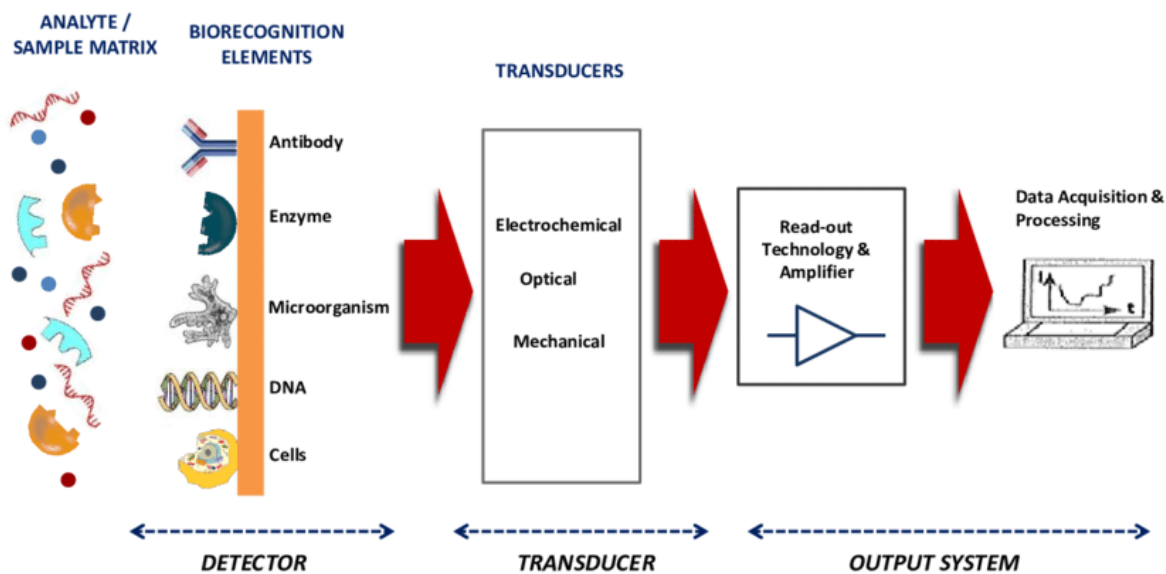 ANALYTE /
SAMPLE MATRIX
BIORECOGNITION
ELEMENTS
TRANSDUCERS
Antibody
Enzyme
Microorganism
DNA
Cells
Electrochemical
Optical
Mechanical
Read-out
Technology &
Amplifier
Data Acquisition &
Processing
I
t
DETECTOR
TRANSDUCER
OUTPUT SYSTEM